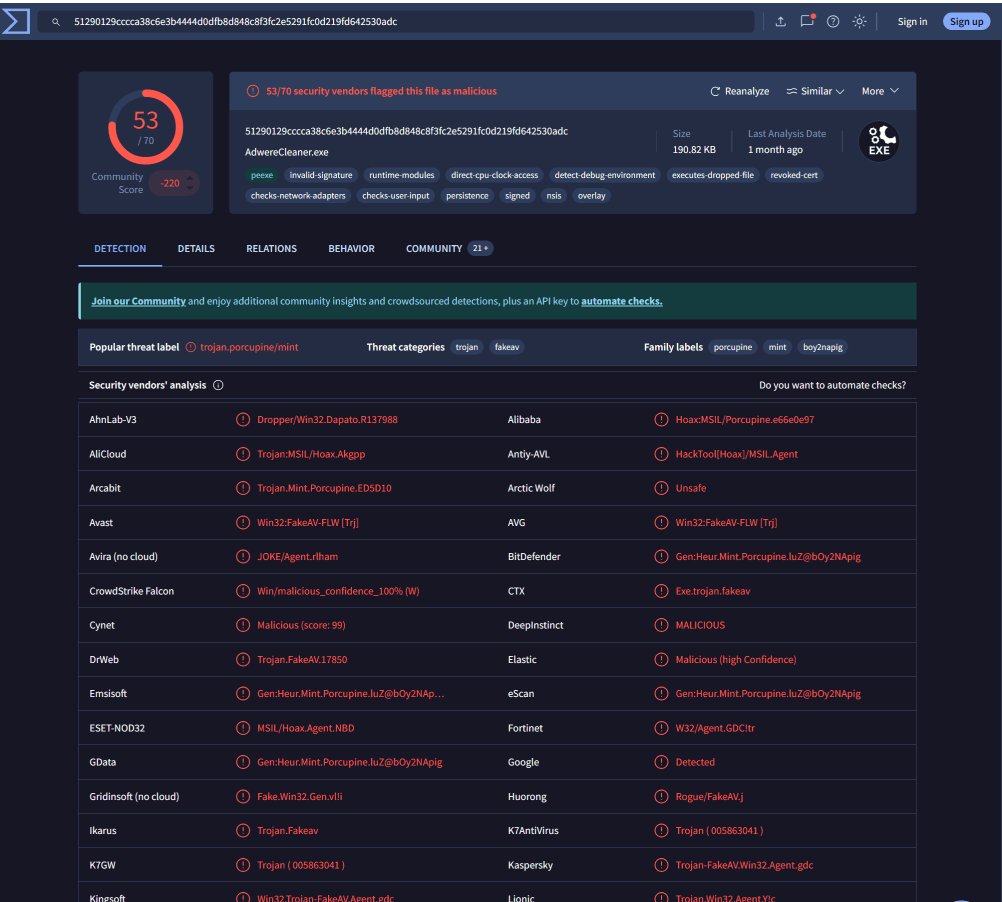 51290129cccca38c6e3b4444d0dfb8d848c8f3fc2e5291fc0d219fd642530adc
Sign in
Sign up
53
/ 70
Community
Score
-220
53/70 security vendors flagged this file as malicious
Reanalyze
Similar
More
51290129cccca38c6e3b4444d0dfb8d848c8f3fc2e5291fc0d219fd642530adc
AdwereCleaner.exe
Size
190.82 KB
Last Analysis Date
1 month ago
EXE
peexe invalid-signature runtime-modules direct-cpu-clock-access detect-debug-environment executes-dropped-file revoked-cert
checks-network-adapters checks-user-input persistence signed nsis overlay
DETECTION DETAILS RELATIONS BEHAVIOR COMMUNITY 21+
Join our Community and enjoy additional community insights and crowdsourced detections, plus an API key to automate checks.
Popular threat label trojan.porcupine/mint Threat categories trojan fakeav Family labels porcupine mint boy2napig
Security vendors' analysis Do you want to automate checks?
AhnLab-V3 Dropper/Win32.Dapato.R137988 Alibaba Hoax:MSIL/Porcupine.e66e0e97
AliCloud Trojan:MSIL/Hoax.Akgpp Antiy-AVL HackTool[Hoax]/MSIL.Agent
Arcabit Trojan.Mint.Porcupine.ED5D10 Arctic Wolf Unsafe
Avast Win32:FakeAV-FLW [Trj] AVG Win32:FakeAV-FLW [Trj]
Avira (no cloud) JOKE/Agent.rlham BitDefender Gen:Heur.Mint.Porcupine.luZ@bOy2NApig
CrowdStrike Falcon Win/malicious_confidence_100% (W) CTX Exe.trojan.fakeav
Cynet Malicious (score: 99) DeepInstinct MALICIOUS
DrWeb Trojan.FakeAV.17850 Elastic Malicious (high Confidence)
Emsisoft Gen:Heur.Mint.Porcupine.luZ@bOy2NAp... eScan Gen:Heur.Mint.Porcupine.luZ@bOy2NApig
ESET-NOD32 MSIL/Hoax.Agent.NBD Fortinet W32/Agent.GDC!tr
GData Gen:Heur.Mint.Porcupine.luZ@bOy2NApig Google Detected
Gridinsoft (no cloud) Fake.Win32.Gen.vl!i Huorong Rogue/FakeAV.j
Ikarus Trojan.Fakeav K7AntiVirus Trojan ( 005863041 )
K7GW Trojan ( 005863041 ) Kaspersky Trojan-FakeAV.Win32.Agent.gdc
Kingsoft Win32.Trojan-FakeAV.Agent.gdc Lionic Trojan.Win32.Agent.Y!c